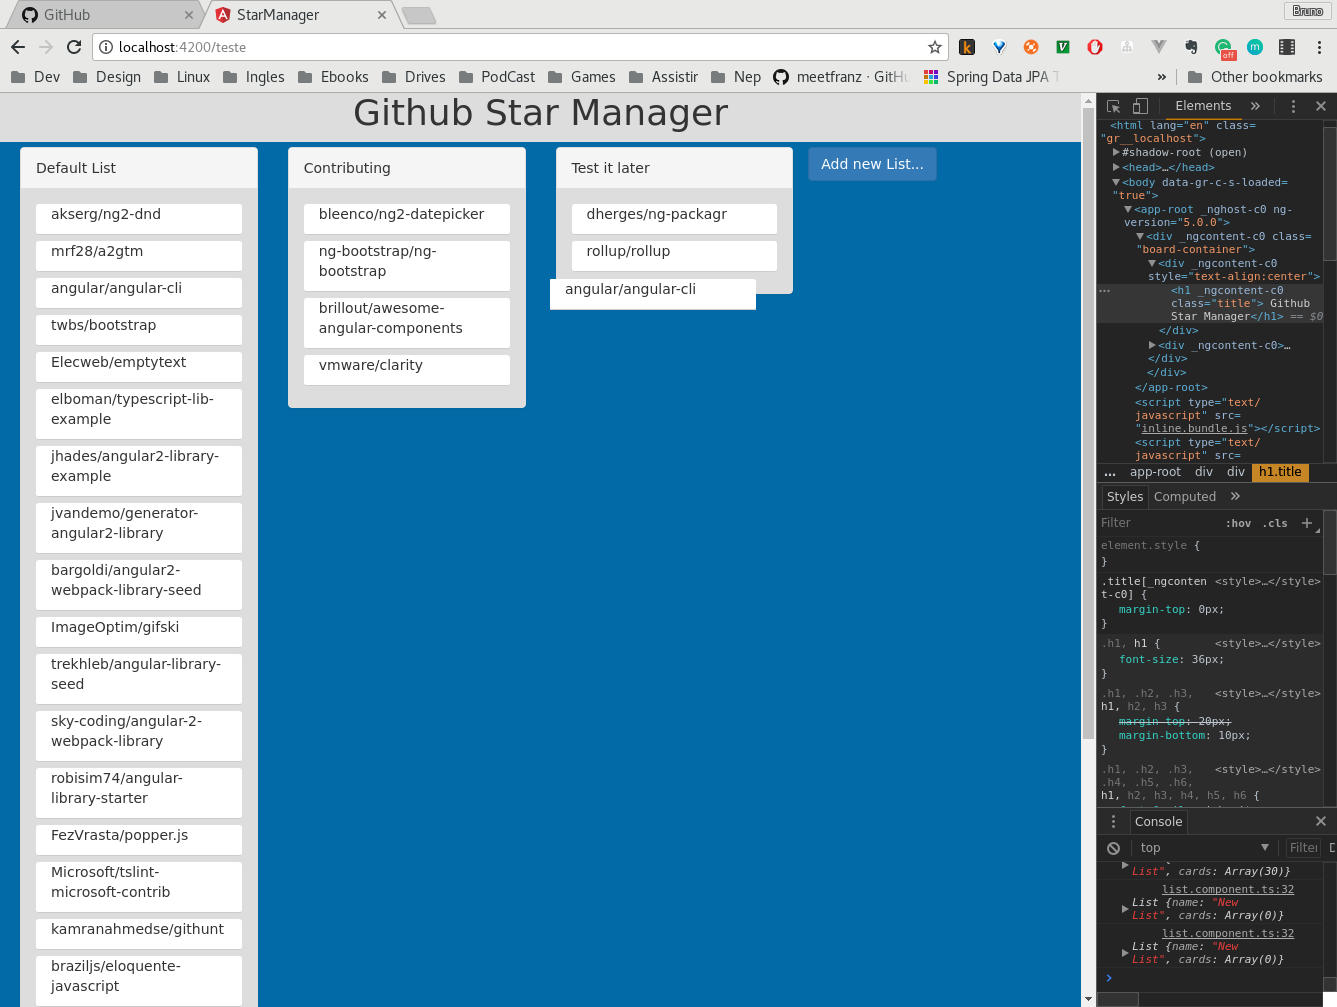 GitHub
StarManager
Bruno
localhost:4200/teste
off
Dev
Design
Linux
Ingles
Ebooks
Drives
PodCast
Games
Assistir
Nep
meetfranz · GitHu
Spring Data JPA T
»
Other bookmarks
Github Star Manager
Default List
akserg/ng2-dnd
mrf28/a2gtm
angular/angular-cli
twbs/bootstrap
Elecweb/emptytext
elboman/typescript-lib-
example
jhades/angular2-library-
example
jvandemo/generator-
angular2-library
bargoldi/angular2-
webpack-library-seed
ImageOptim/gifski
trekhleb/angular-library-
seed
sky-coding/angular-2-
webpack-library
robisim74/angular-
library-starter
FezVrasta/popper.js
Microsoft/tslint-
microsoft-contrib
kamranahmedse/githunt
braziljs/eloquente-
javascript
Contributing
bleenco/ng2-datepicker
ng-bootstrap/ng-
bootstrap
brillout/awesome-
angular-components
vmware/clarity
Test it later
dherges/ng-packagr
rollup/rollup
angular/angular-cli
Add new List...
Elements »
<html lang="en" class=
"gr__localhost">
#shadow-root (open)
<head>…</head>
<body data-gr-c-s-loaded=
"true">
<app-root _nghost-c0 ng-
version="5.0.0">
<div _ngcontent-c0 class=
"board-container">
<div _ngcontent-c0
style="text-align:center">
<h1 _ngcontent-c0
class="title"> Github
Star Manager</h1> == $0
</div>
<div _ngcontent-c0>…
</div>
</div>
</app-root>
<script type="text/
javascript" src=
"inline.bundle.js"></script>
<script type="text/
javascript" src=
... app-root div div h1.title
Styles Computed »
Filter :hov .cls +
element.style {
}
.title[_ngconten <style>…</style>
t-c0] {
margin-top: 0px;
}
.h1, h1 { <style>…</style>
font-size: 36px;
}
.h1, .h2, .h3, <style>…</style>
h1, h2, h3 {
margin-top: 20px;
margin-bottom: 10px;
}
.h1, .h2, .h3, <style>…</style>
.h4, .h5, .h6,
h1, h2, h3, h4, h5, h6 {
Console
top Filter
List", cards: Array(30)}
list.component.ts:32
List {name: "New
List", cards: Array(0)}
list.component.ts:32
List {name: "New
List", cards: Array(0)}